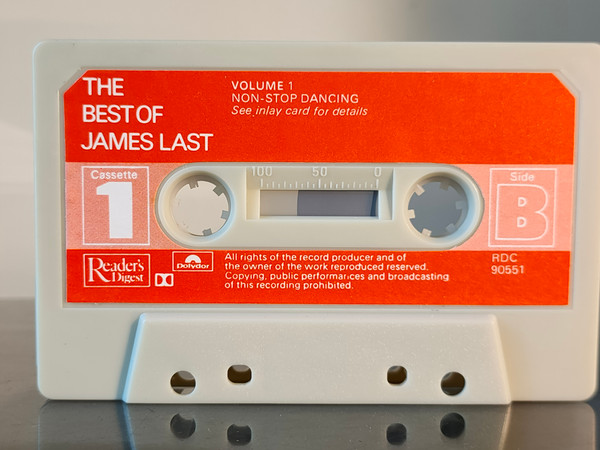 THE
BEST OF
JAMES LAST
VOLUME 1
NON-STOP DANCING
See inlay card for details
Cassette
1
100 50 0
Side
B
Reader's
Digest
Polydor
All rights of the record producer and of
the owner of the work reproduced reserved.
Copying, public performances and broadcasting
of this recording prohibited.
RDC
90551